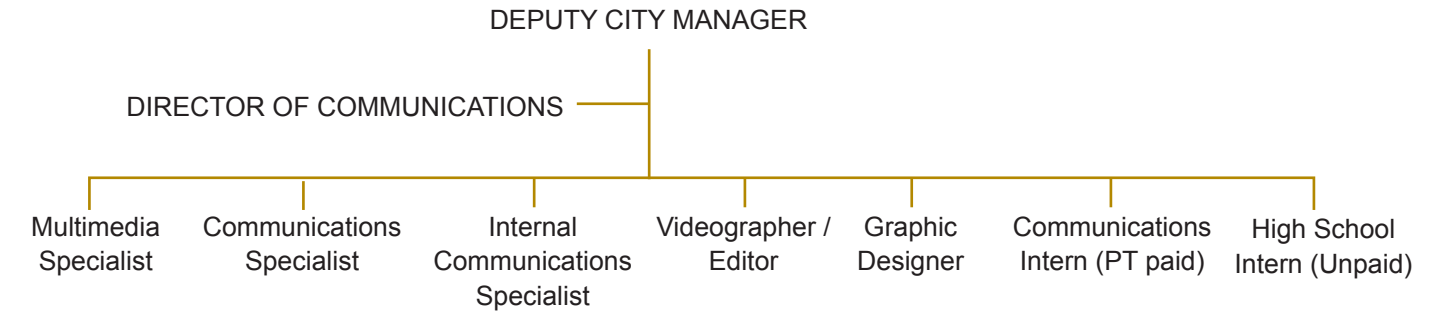 DEPUTY CITY MANAGER
DIRECTOR OF COMMUNICATIONS
Multimedia
Specialist
Communications
Specialist
Internal
Communications
Specialist
Videographer /
Editor
Graphic
Designer
Communications
Intern (PT paid)
High School
Intern (Unpaid)